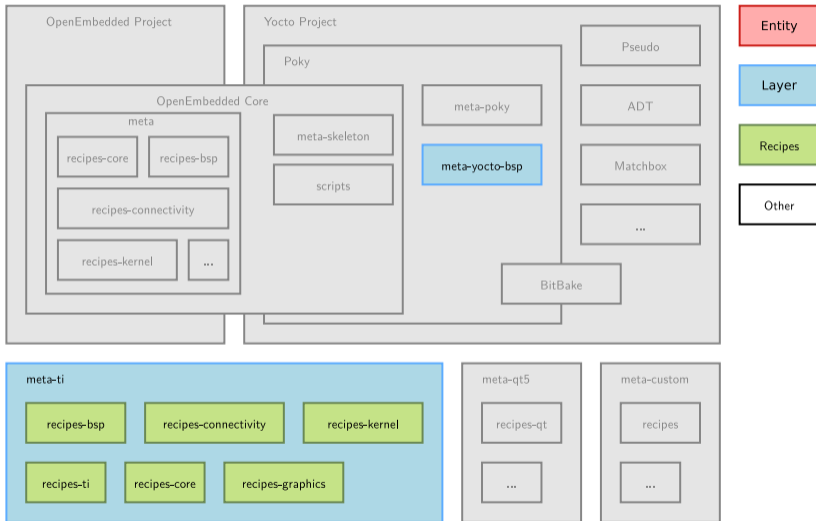 OpenEmbedded Project
Yocto Project
Poky
Pseudo
OpenEmbedded Core
meta
recipes-core
recipes-bsp
recipes-connectivity
recipes-kernel
...
meta-skeleton
scripts
meta-poky
meta-yocto-bsp
ADT
Matchbox
...
BitBake
Entity
Layer
Recipes
Other
meta-ti
recipes-bsp
recipes-connectivity
recipes-kernel
recipes-ti
recipes-core
recipes-graphics
meta-qt5
recipes-qt
...
meta-custom
recipes
...